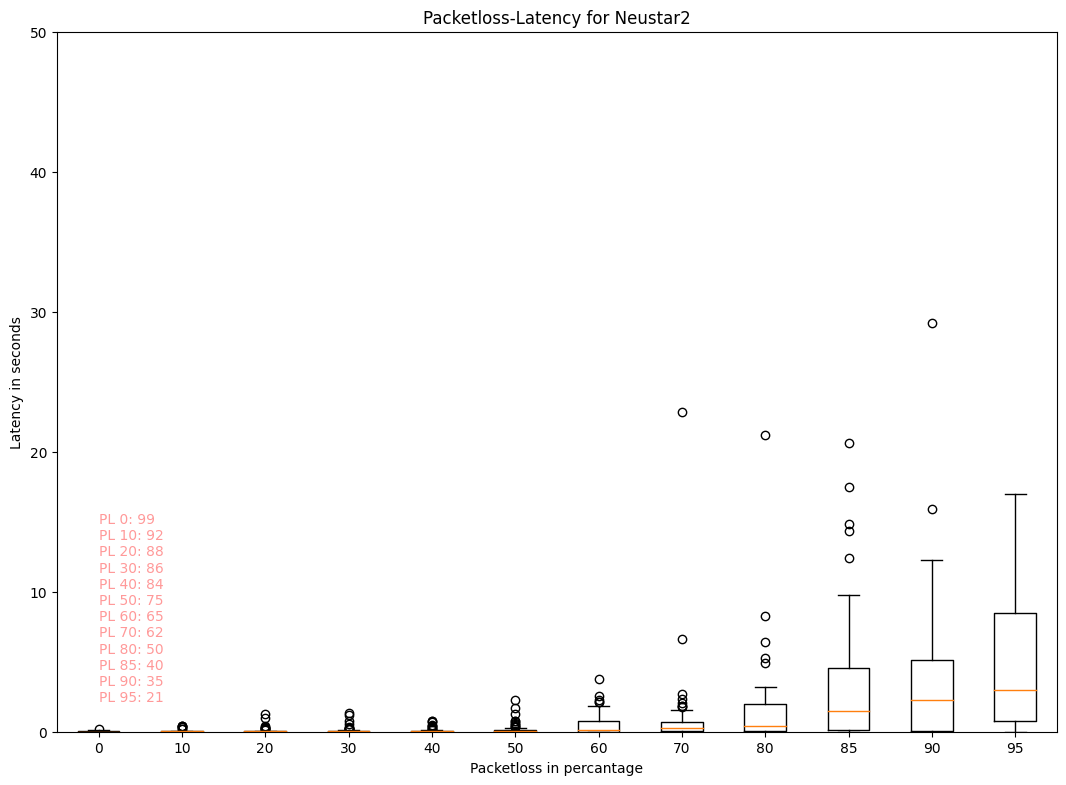 Packetloss-Latency for Neustar2
50
40
30
20
10
0
Latency in seconds
PL 0: 99
PL 10: 92
PL 20: 88
PL 30: 86
PL 40: 84
PL 50: 75
PL 60: 65
PL 70: 62
PL 80: 50
PL 85: 40
PL 90: 35
PL 95: 21
0 10 20 30 40 50 60 70 80 85 90 95
Packetloss in percantage